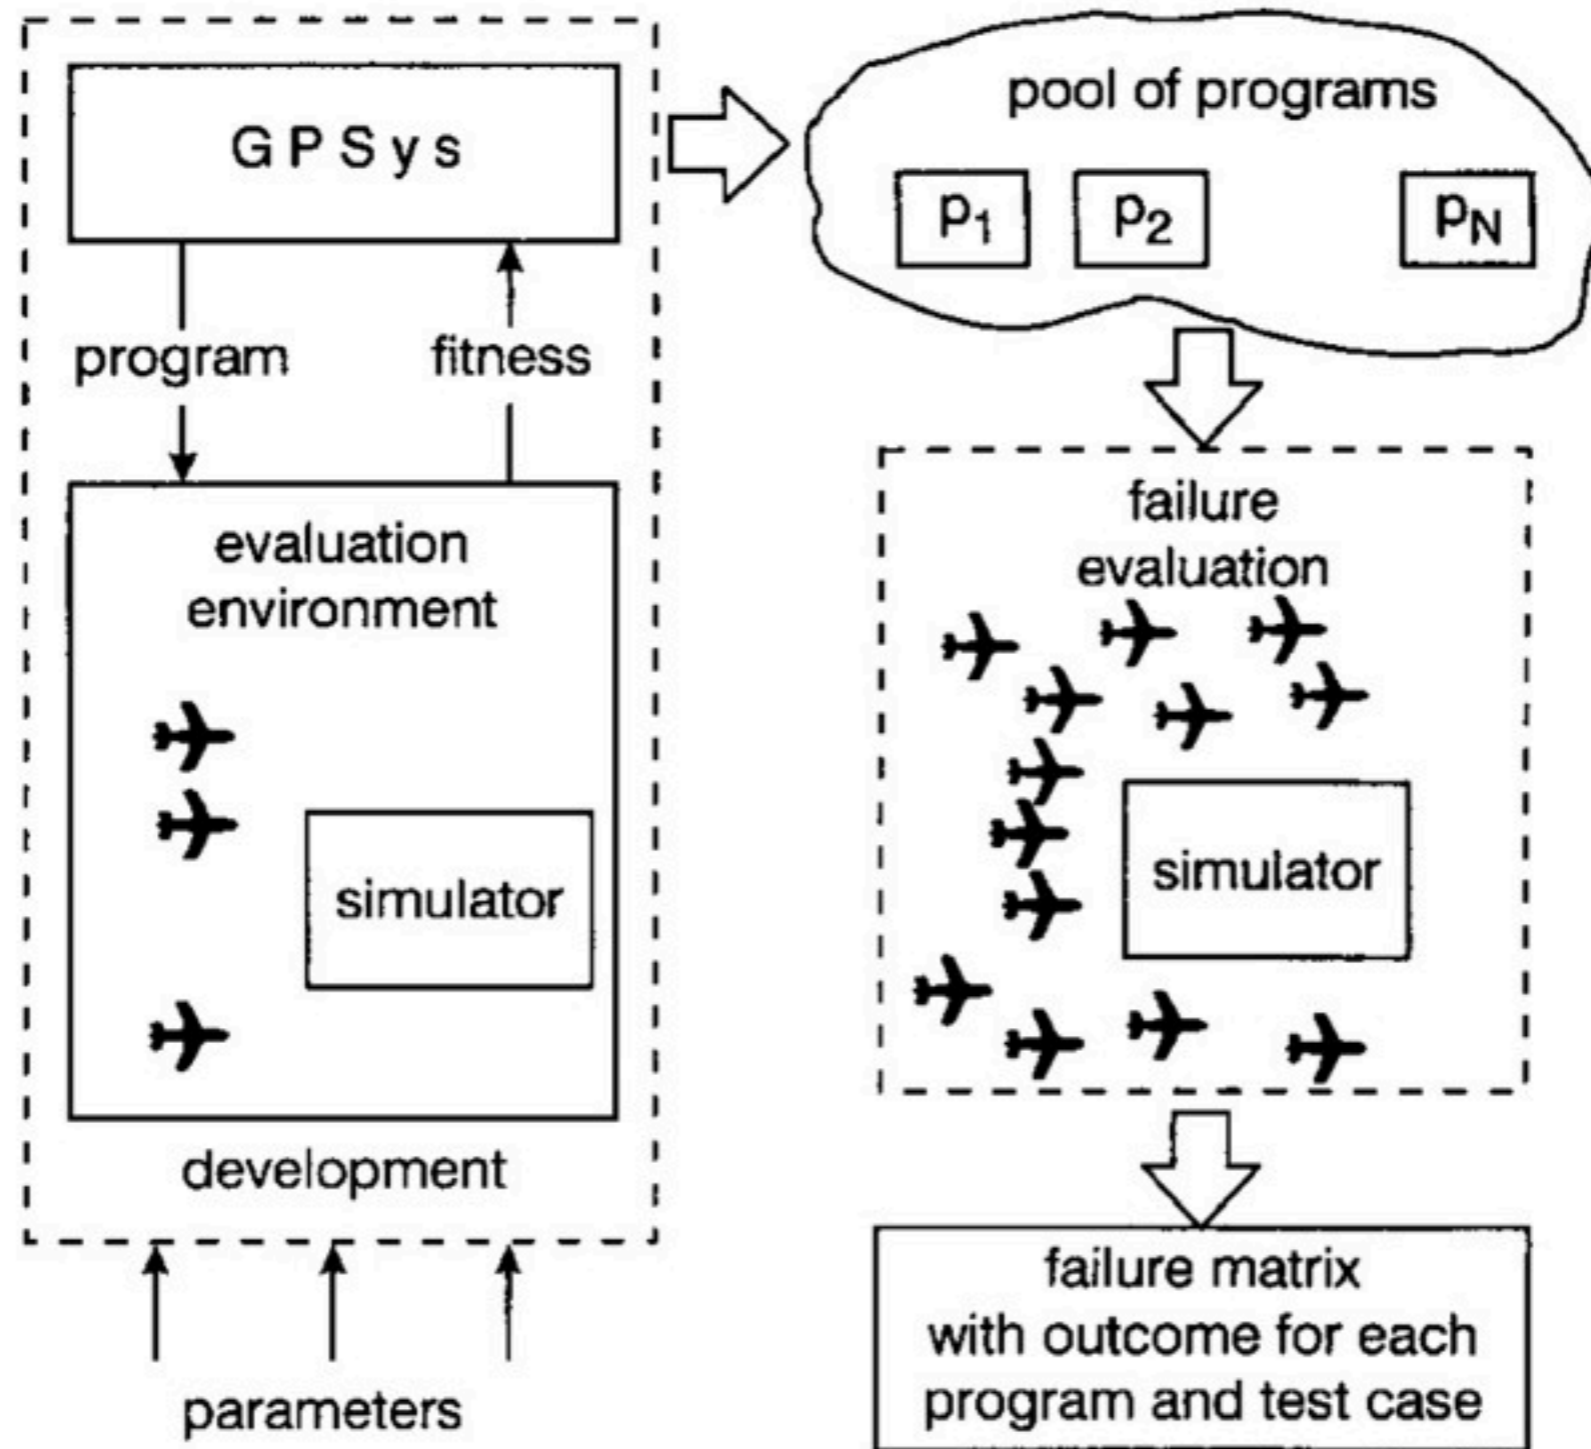 G P S y s
program
fitness
evaluation
environment
simulator
development
parameters
pool of programs
p1
p2
pN
failure
evaluation
simulator
failure matrix
with outcome for each
program and test case